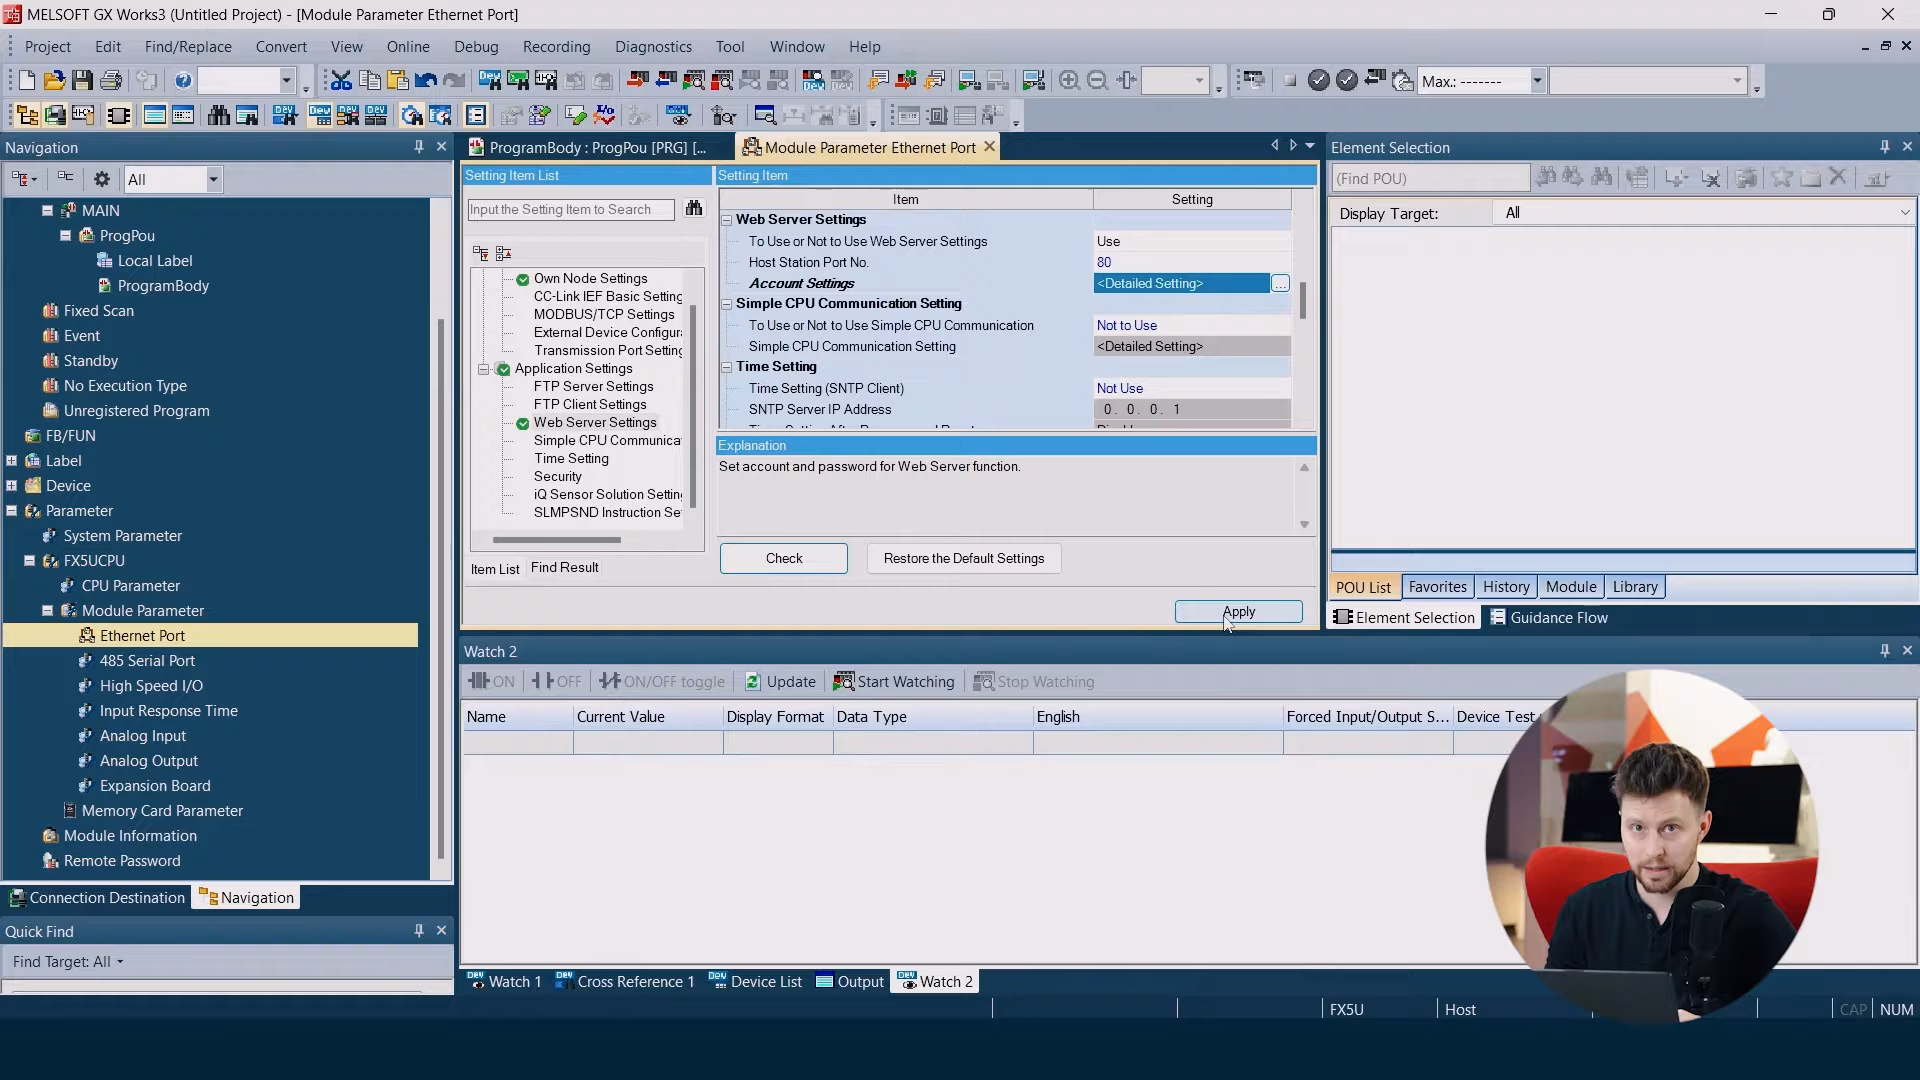 MELSOFT GX Works3 (Untitled Project) - [Module Parameter Ethernet Port]
Project Edit Find/Replace Convert View Online Debug Recording Diagnostics Tool Window Help
Max.: -------
Navigation
All
MAIN
ProgPou
Local Label
ProgramBody
Fixed Scan
Event
Standby
No Execution Type
Unregistered Program
FB/FUN
Label
Device
Parameter
System Parameter
FX5UCPU
CPU Parameter
Module Parameter
Ethernet Port
485 Serial Port
High Speed I/O
Input Response Time
Analog Input
Analog Output
Expansion Board
Memory Card Parameter
Module Information
Remote Password
Connection Destination Navigation
Quick Find
Find Target: All
ProgramBody : ProgPou [PRG] [... Module Parameter Ethernet Port
Setting Item List
Input the Setting Item to Search
Own Node Settings
CC-Link IEF Basic Setting
MODBUS/TCP Settings
External Device Configura
Transmission Port Setting
Application Settings
FTP Server Settings
FTP Client Settings
Web Server Settings
Simple CPU Communica
Time Setting
Security
iQ Sensor Solution Setting
SLMPSND Instruction Se
Item List Find Result
Setting Item
Item Setting
Web Server Settings
To Use or Not to Use Web Server Settings Use
Host Station Port No. 80
Account Settings <Detailed Setting> ...
Simple CPU Communication Setting
To Use or Not to Use Simple CPU Communication Not to Use
Simple CPU Communication Setting <Detailed Setting>
Time Setting
Time Setting (SNTP Client) Not Use
SNTP Server IP Address 0. 0. 0. 1
Explanation
Set account and password for Web Server function.
Check Restore the Default Settings
Apply
Element Selection
(Find POU)
Display Target: All
POU List Favorites History Module Library
Element Selection Guidance Flow
Watch 2
ON OFF ON/OFF toggle Update Start Watching Stop Watching
Name Current Value Display Format Data Type English Forced Input/Output S... Device Test
Watch 1 Cross Reference 1 Device List Output Watch 2
FX5U Host CAP NUM